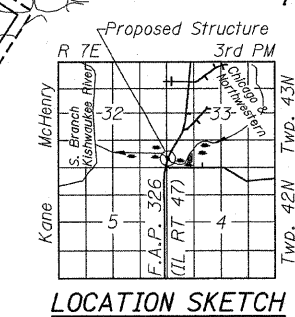 Proposed Structure
R 7E
3rd PM
McHenry
Kane
S. Branch
Kishwaukee River
32
33
Chicago &
Northwestern
Twp. 43N
Twp. 42N
5
4
F.A.P. 326
(IL RT 47)
LOCATION SKETCH